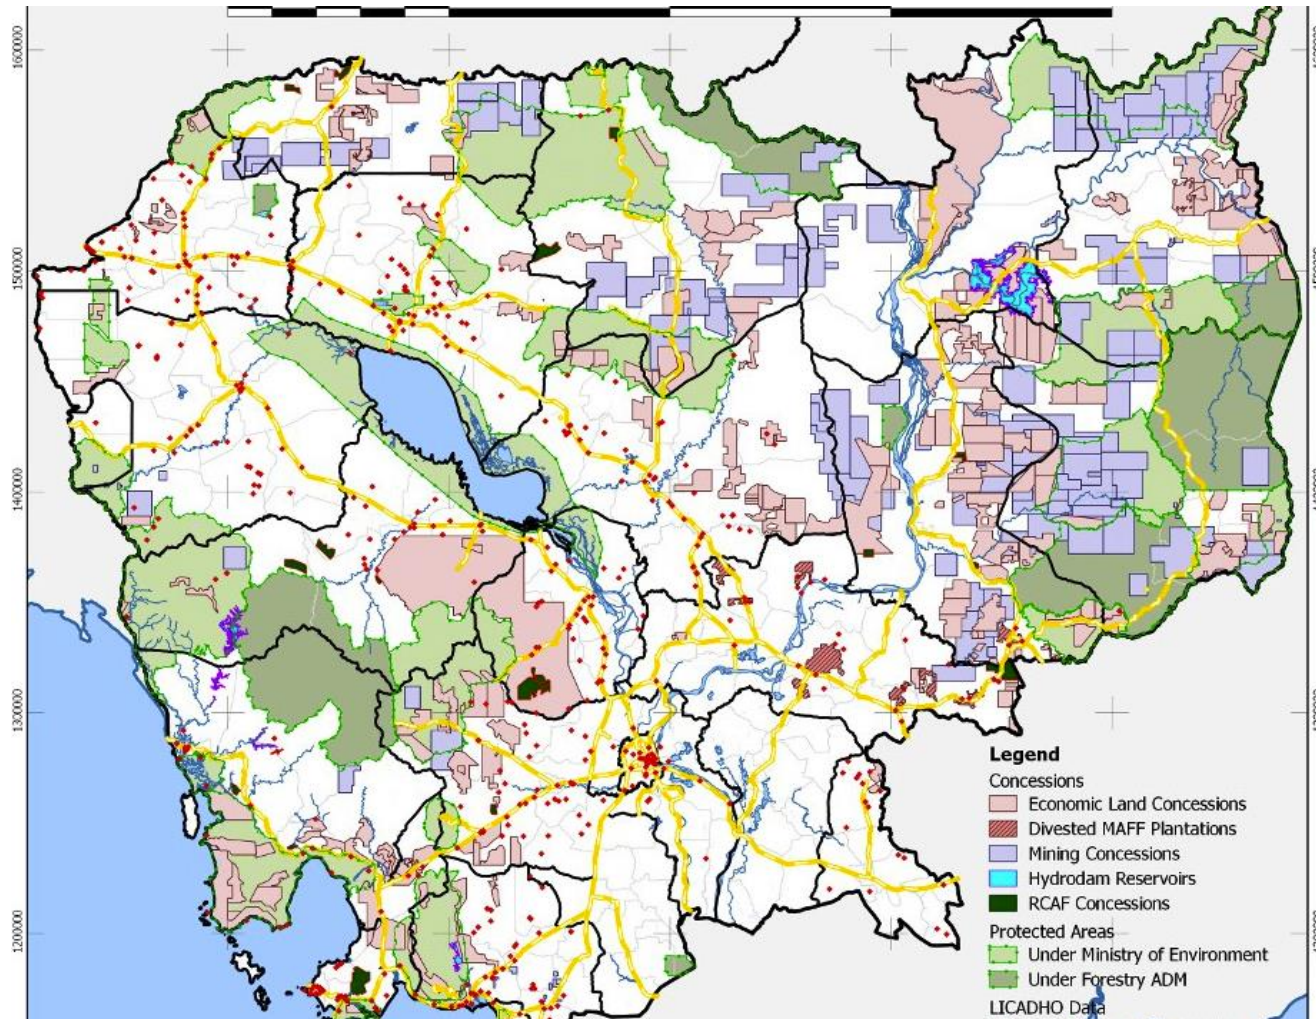 1600000
1500000
1400000
1300000
1200000
Legend
Concessions
Economic Land Concessions
Divested MAFF Plantations
Mining Concessions
Hydrodam Reservoirs
RCAF Concessions
Protected Areas
Under Ministry of Environment
Under Forestry ADM
LICADHO Data